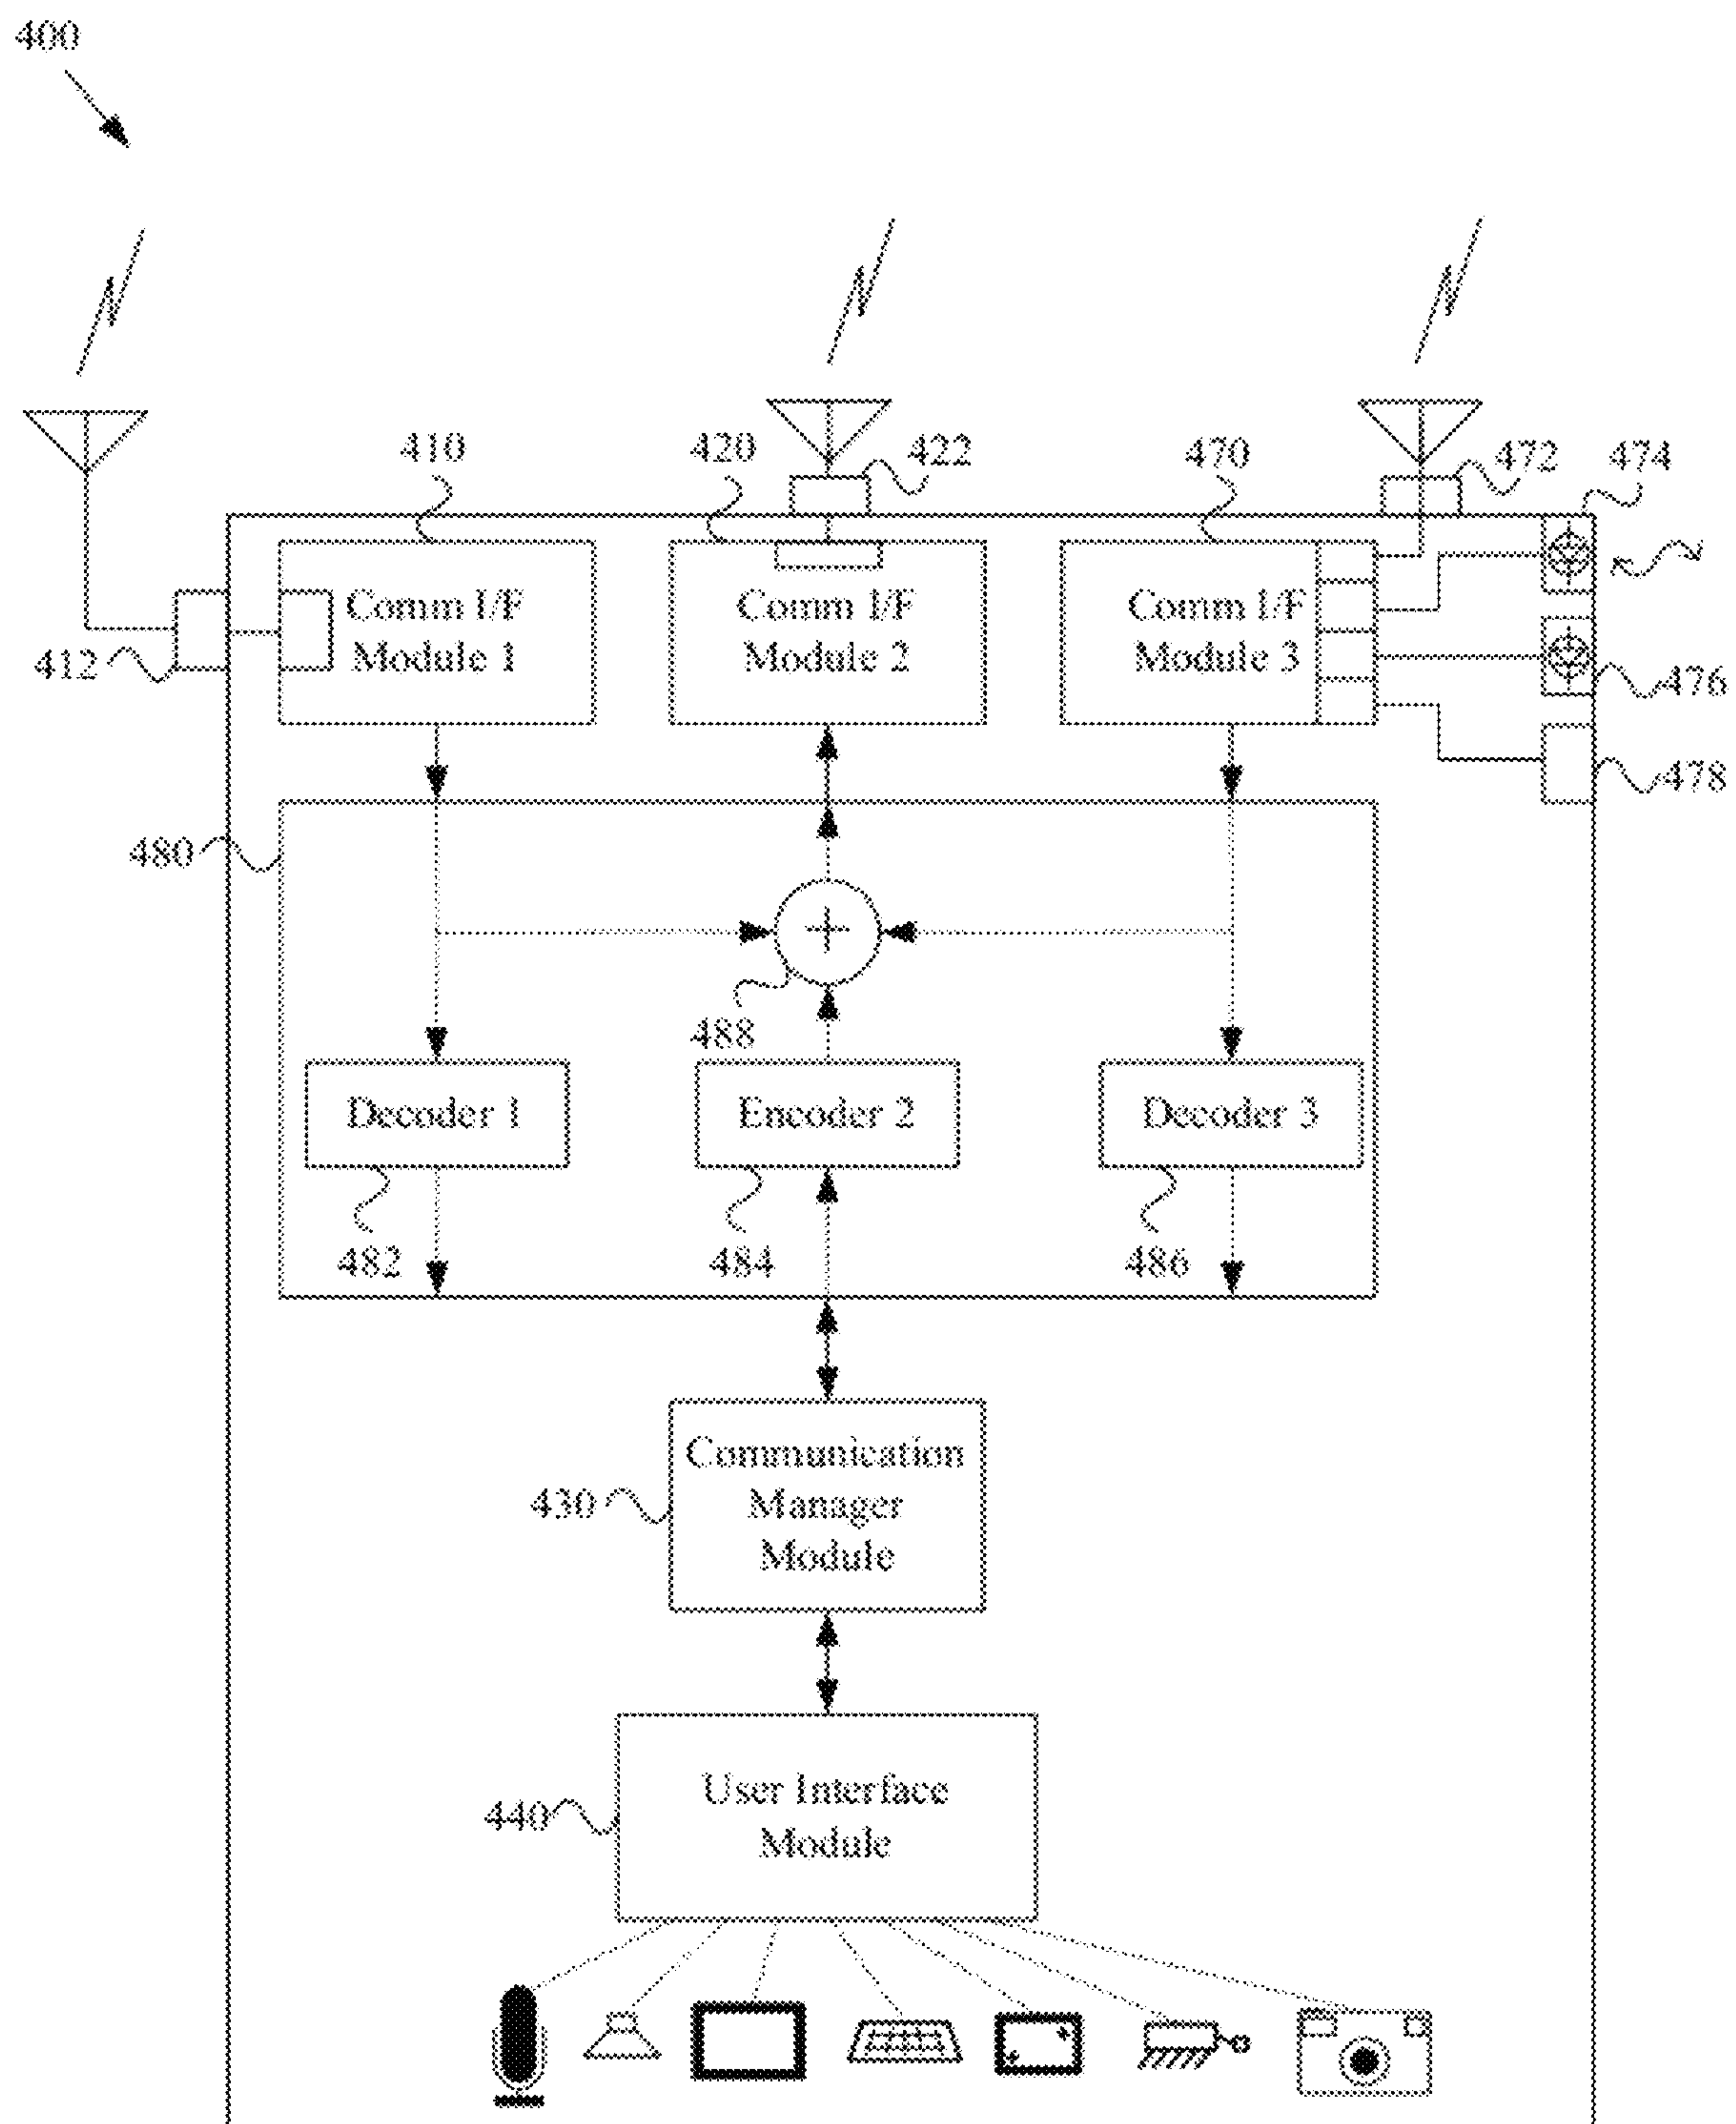 400
410
420
422
470
472
474
Comm I/F
Module 1
Comm I/F
Module 2
Comm I/F
Module 3
412
476
478
480
+
488
Decoder 1
Encoder 2
Decoder 3
482
484
486
430
Communication
Manager
Module
440
User Interface
Module